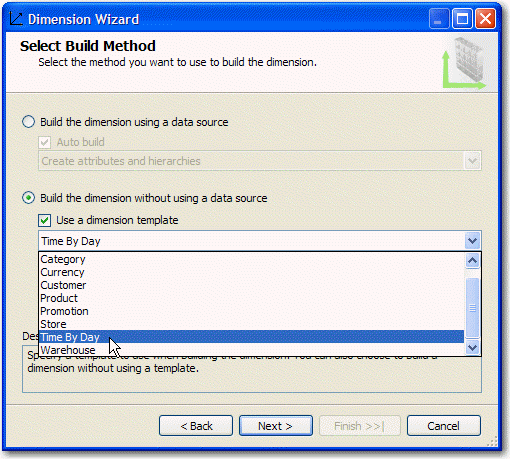 Dimension Wizard
Select Build Method
Select the method you want to use to build the dimension.
Build the dimension using a data source
Auto build
Create attributes and hierarchies
Build the dimension without using a data source
Use a dimension template
Time By Day
Category
Currency
Customer
Product
Promotion
Store
Time By Day
Warehouse
Des
Specify a template to use when building the dimension. You can also choose to build a
dimension without using a template.
< Back
Next >
Finish >>|
Cancel